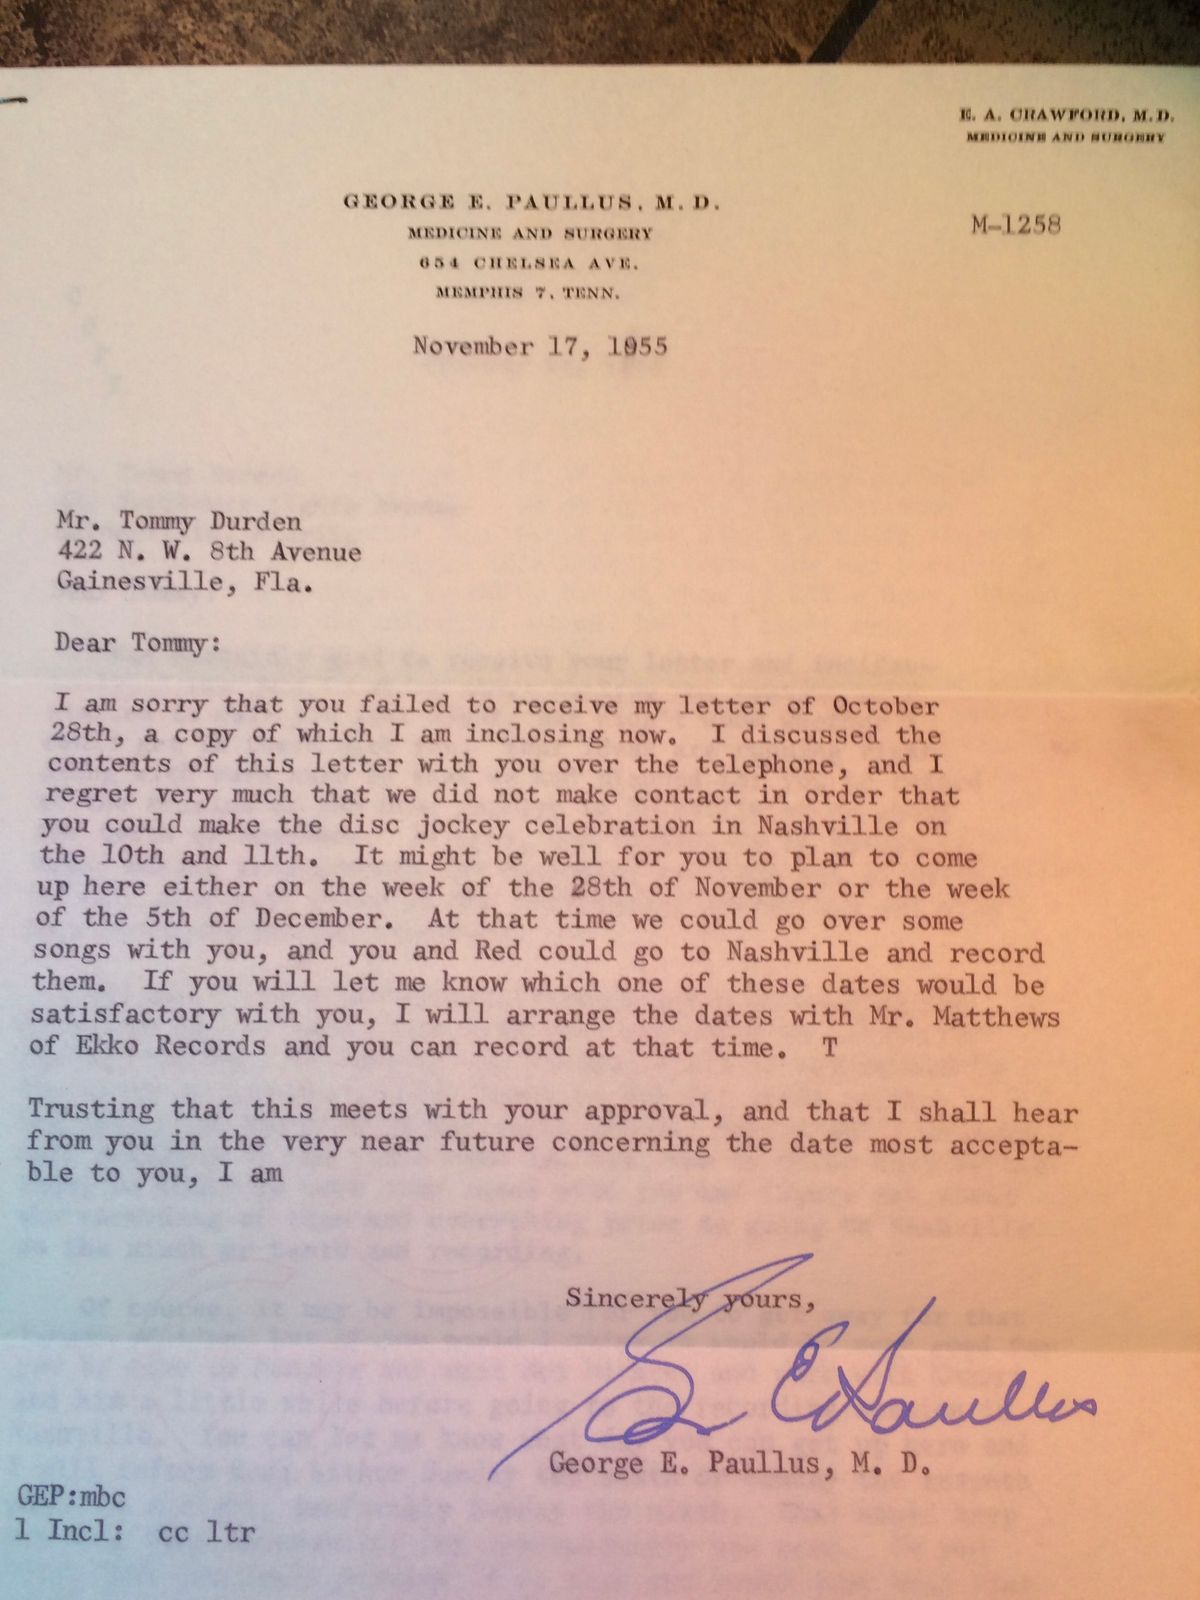 E. A. CRAWFORD, M. D.
MEDICINE AND SURGERY
GEORGE E. PAULLUS, M. D.
MEDICINE AND SURGERY
654 CHELSEA AVE.
MEMPHIS 7, TENN.
M-1258
November 17, 1955
Mr. Tommy Durden
422 N. W. 8th Avenue
Gainesville, Fla.
Dear Tommy:
I am sorry that you failed to receive my letter of October
28th, a copy of which I am inclosing now. I discussed the
contents of this letter with you over the telephone, and I
regret very much that we did not make contact in order that
you could make the disc jockey celebration in Nashville on
the 10th and 11th. It might be well for you to plan to come
up here either on the week of the 28th of November or the week
of the 5th of December. At that time we could go over some
songs with you, and you and Red could go to Nashville and record
them. If you will let me know which one of these dates would be
satisfactory with you, I will arrange the dates with Mr. Matthews
of Ekko Records and you can record at that time. T
Trusting that this meets with your approval, and that I shall hear
from you in the very near future concerning the date most accepta-
ble to you, I am
Sincerely yours,
Geo E Paullus
George E. Paullus, M. D.
GEP:mbc
1 Incl: cc ltr